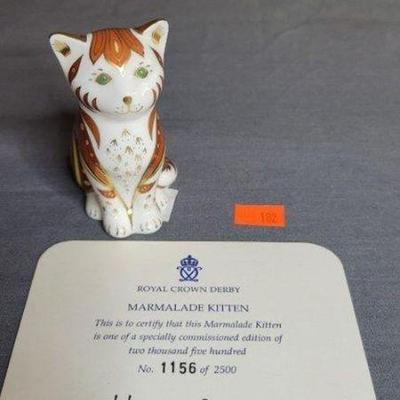 182
ROYAL CROWN DERBY
MARMALADE KITTEN
This is to certify that this Marmalade Kitten
is one of a specially commissioned edition of
two thousand five hundred
No. 1156 of 2500